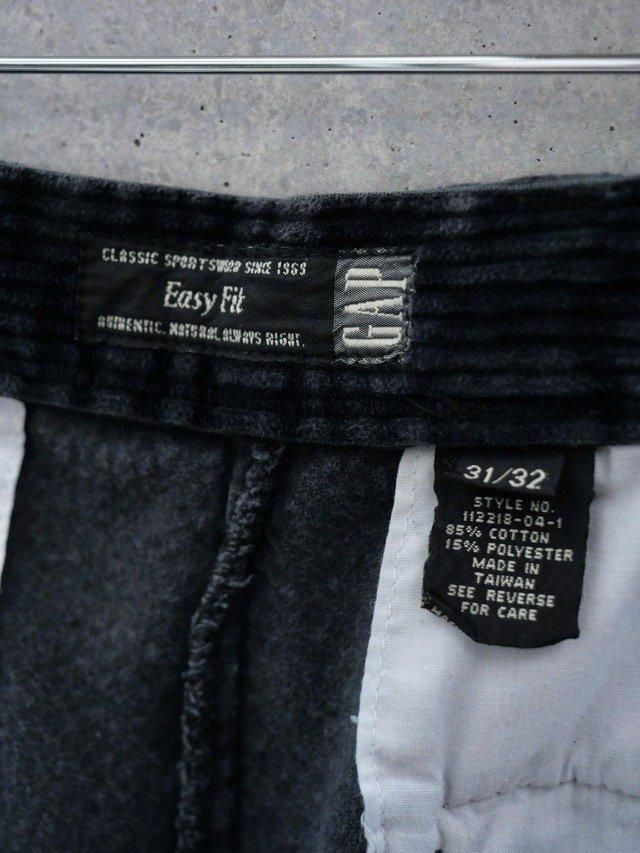 CLASSIC SPORTSWEAR SINCE 1969
Easy Fit
AUTHENTIC. NATURAL. ALWAYS RIGHT.
GAP
31/32
STYLE NO.
112218-04-1
85% COTTON
15% POLYESTER
MADE IN
TAIWAN
SEE REVERSE
FOR CARE